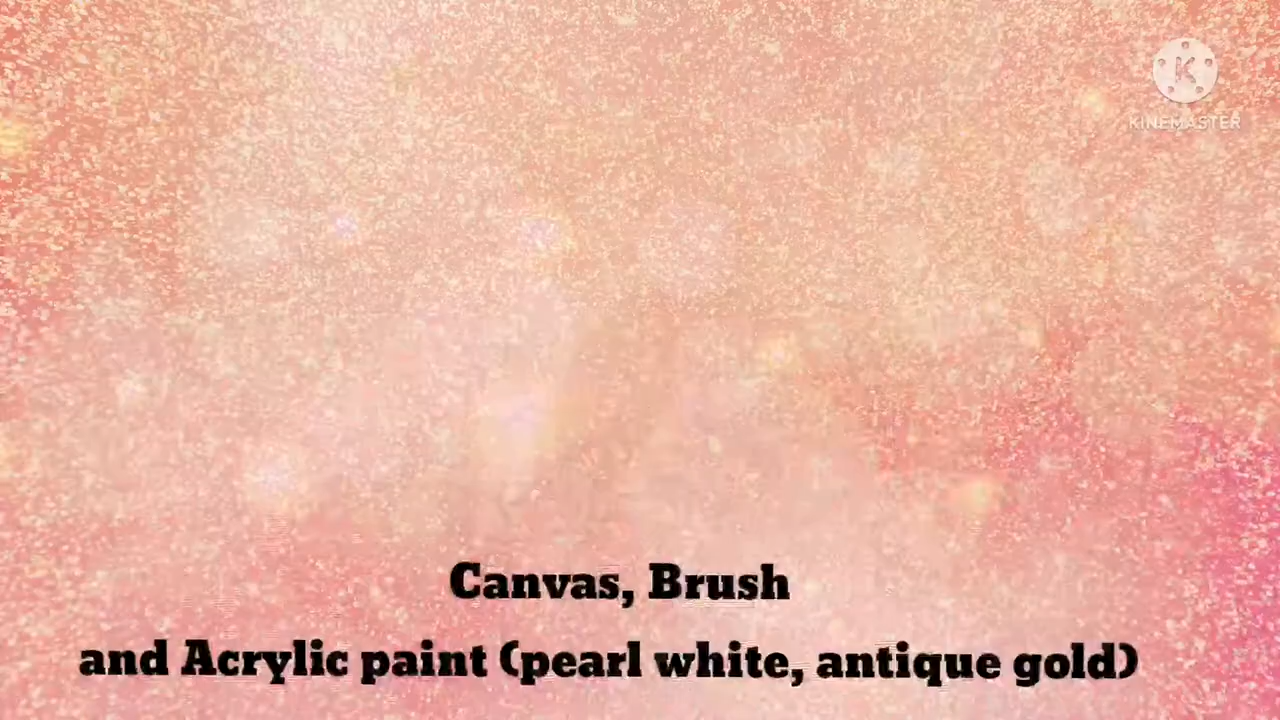 KINEMASTER
Canvas, Brush
and Acrylic paint (pearl white, antique gold)